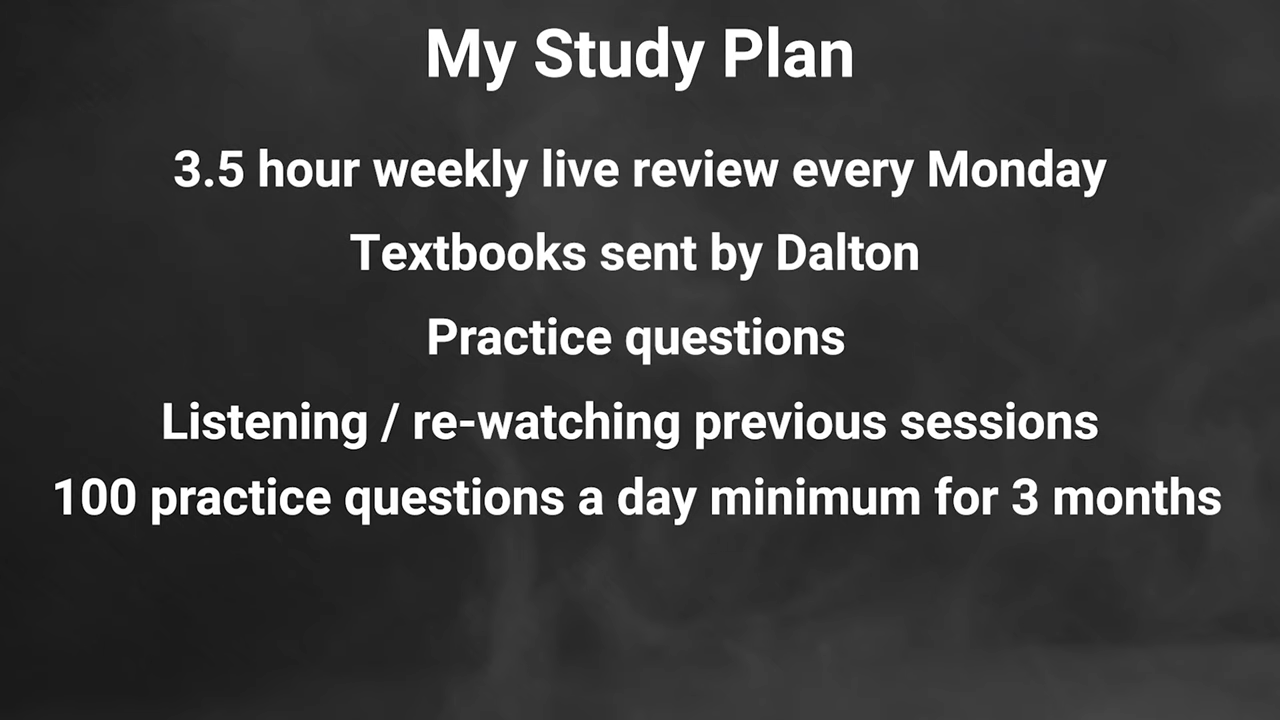 My Study Plan
3.5 hour weekly live review every Monday
Textbooks sent by Dalton
Practice questions
Listening / re-watching previous sessions
100 practice questions a day minimum for 3 months